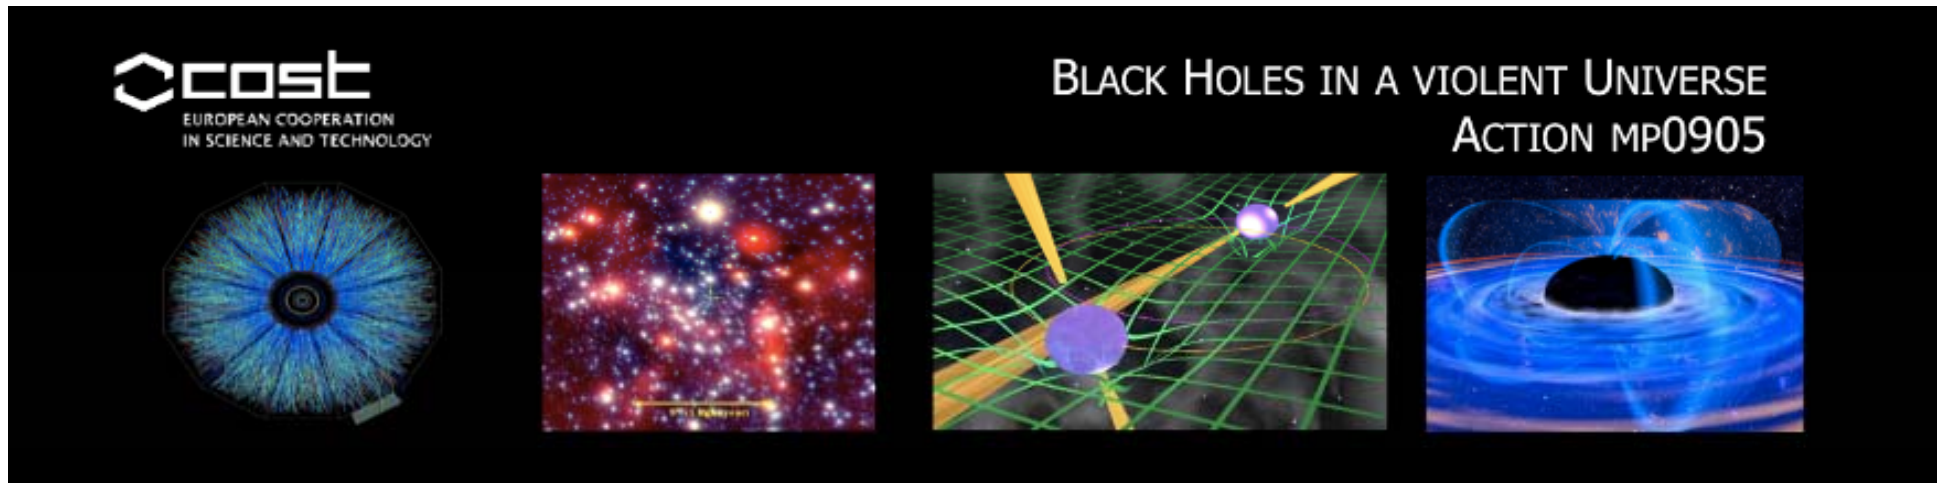 cost
EUROPEAN COOPERATION
IN SCIENCE AND TECHNOLOGY
BLACK HOLES IN A VIOLENT UNIVERSE
ACTION MP0905